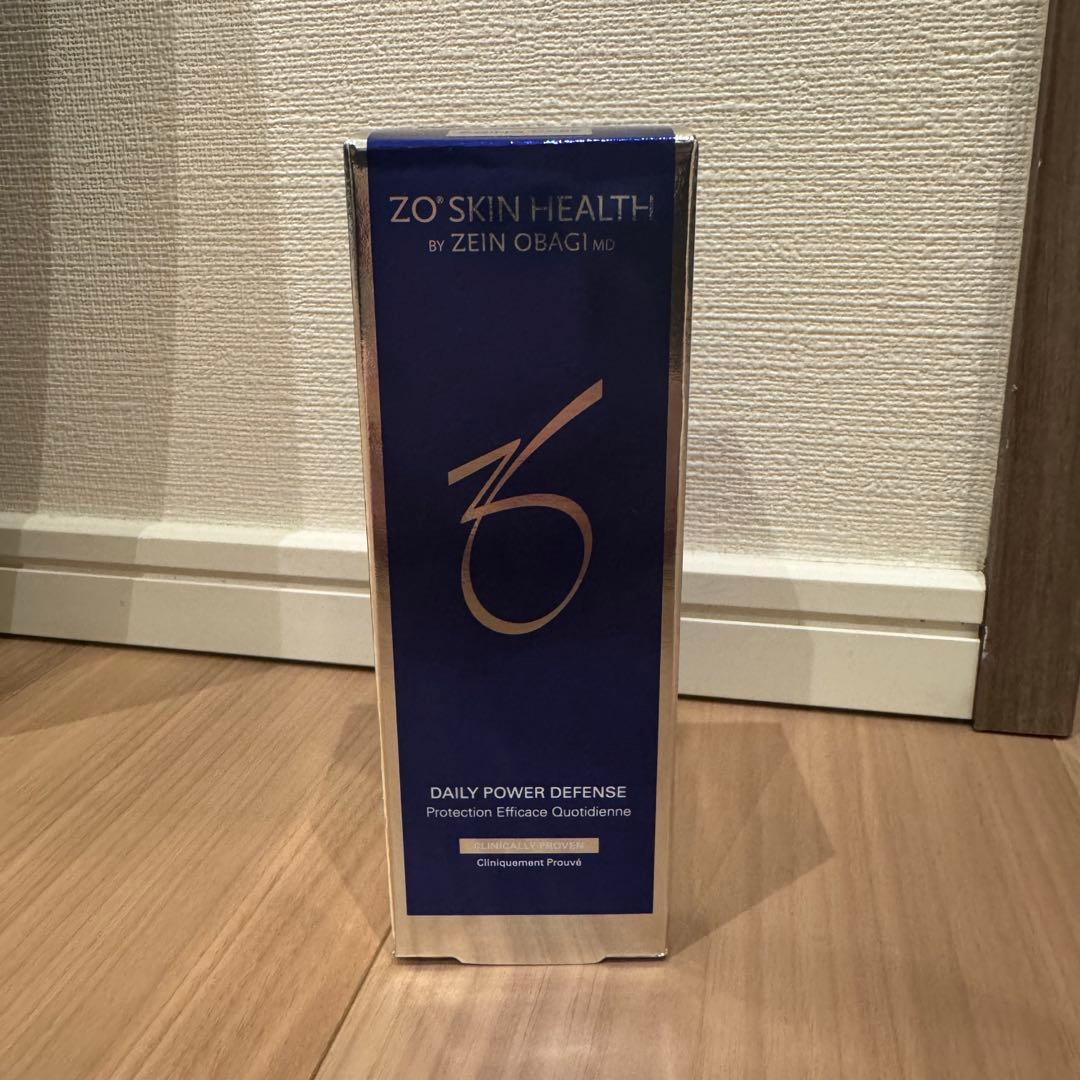 ZO® SKIN HEALTH
BY ZEIN OBAGI MD
DAILY POWER DEFENSE
Protection Efficace Quotidienne
CLINICALLY PROVEN
Cliniquement Prouvé